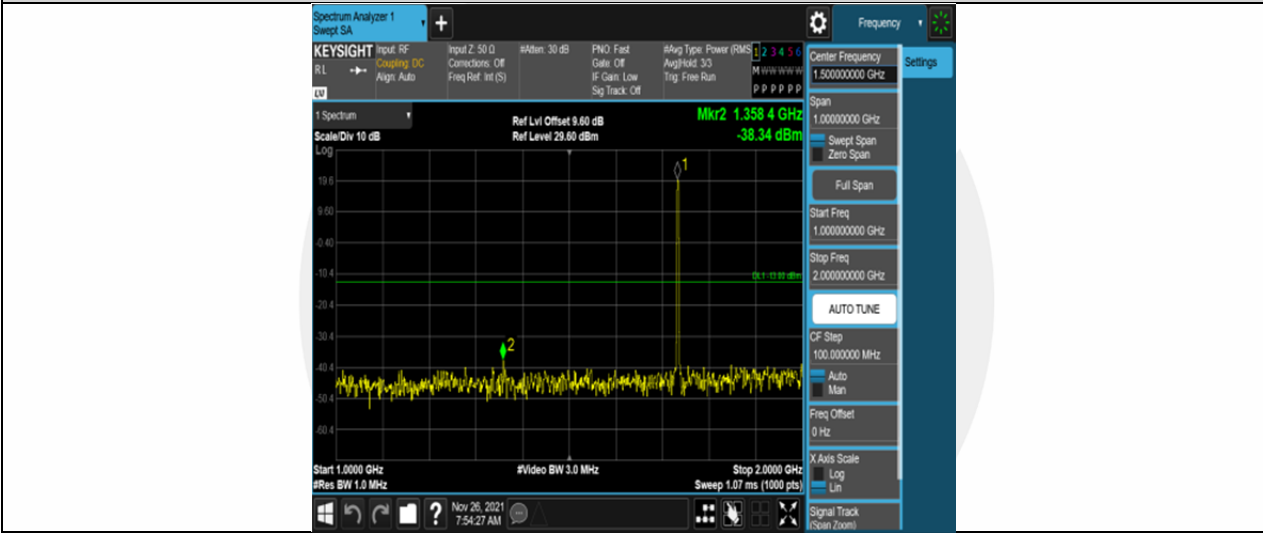 Spectrum Analyzer 1
Swept SA
Frequency
KEYSIGHT
Input: RF
Coupling: DC
Align: Auto
Input Z: 50 Ω
Corrections: Off
Freq Ref: Int (S)
#Atten: 30 dB
PNO: Fast
Gate: Off
IF Gain: Low
Sig Track: Off
#Avg Type: Power (RMS
Avg|Hold: 3/3
Trig: Free Run
1 2 3 4 5 6
M W W W W W
P P P P P P
RL
LV
1 Spectrum
Scale/Div 10 dB
Log
Ref Lvl Offset 9.60 dB
Ref Level 29.60 dBm
Mkr2 1.358 4 GHz
-38.34 dBm
1
19.6
9.60
-0.40
-10.4
DL1 -13.00 dBm
-20.4
-30.4
2
-40.4
-50.4
-60.4
Start 1.0000 GHz
#Res BW 1.0 MHz
#Video BW 3.0 MHz
Stop 2.0000 GHz
Sweep 1.07 ms (1000 pts)
Nov 26, 2021
7:54:27 AM
Center Frequency
1.500000000 GHz
Settings
Span
1.00000000 GHz
Swept Span
Zero Span
Full Span
Start Freq
1.000000000 GHz
Stop Freq
2.000000000 GHz
AUTO TUNE
CF Step
100.000000 MHz
Auto
Man
Freq Offset
0 Hz
X Axis Scale
Log
Lin
Signal Track
(Span Zoom)